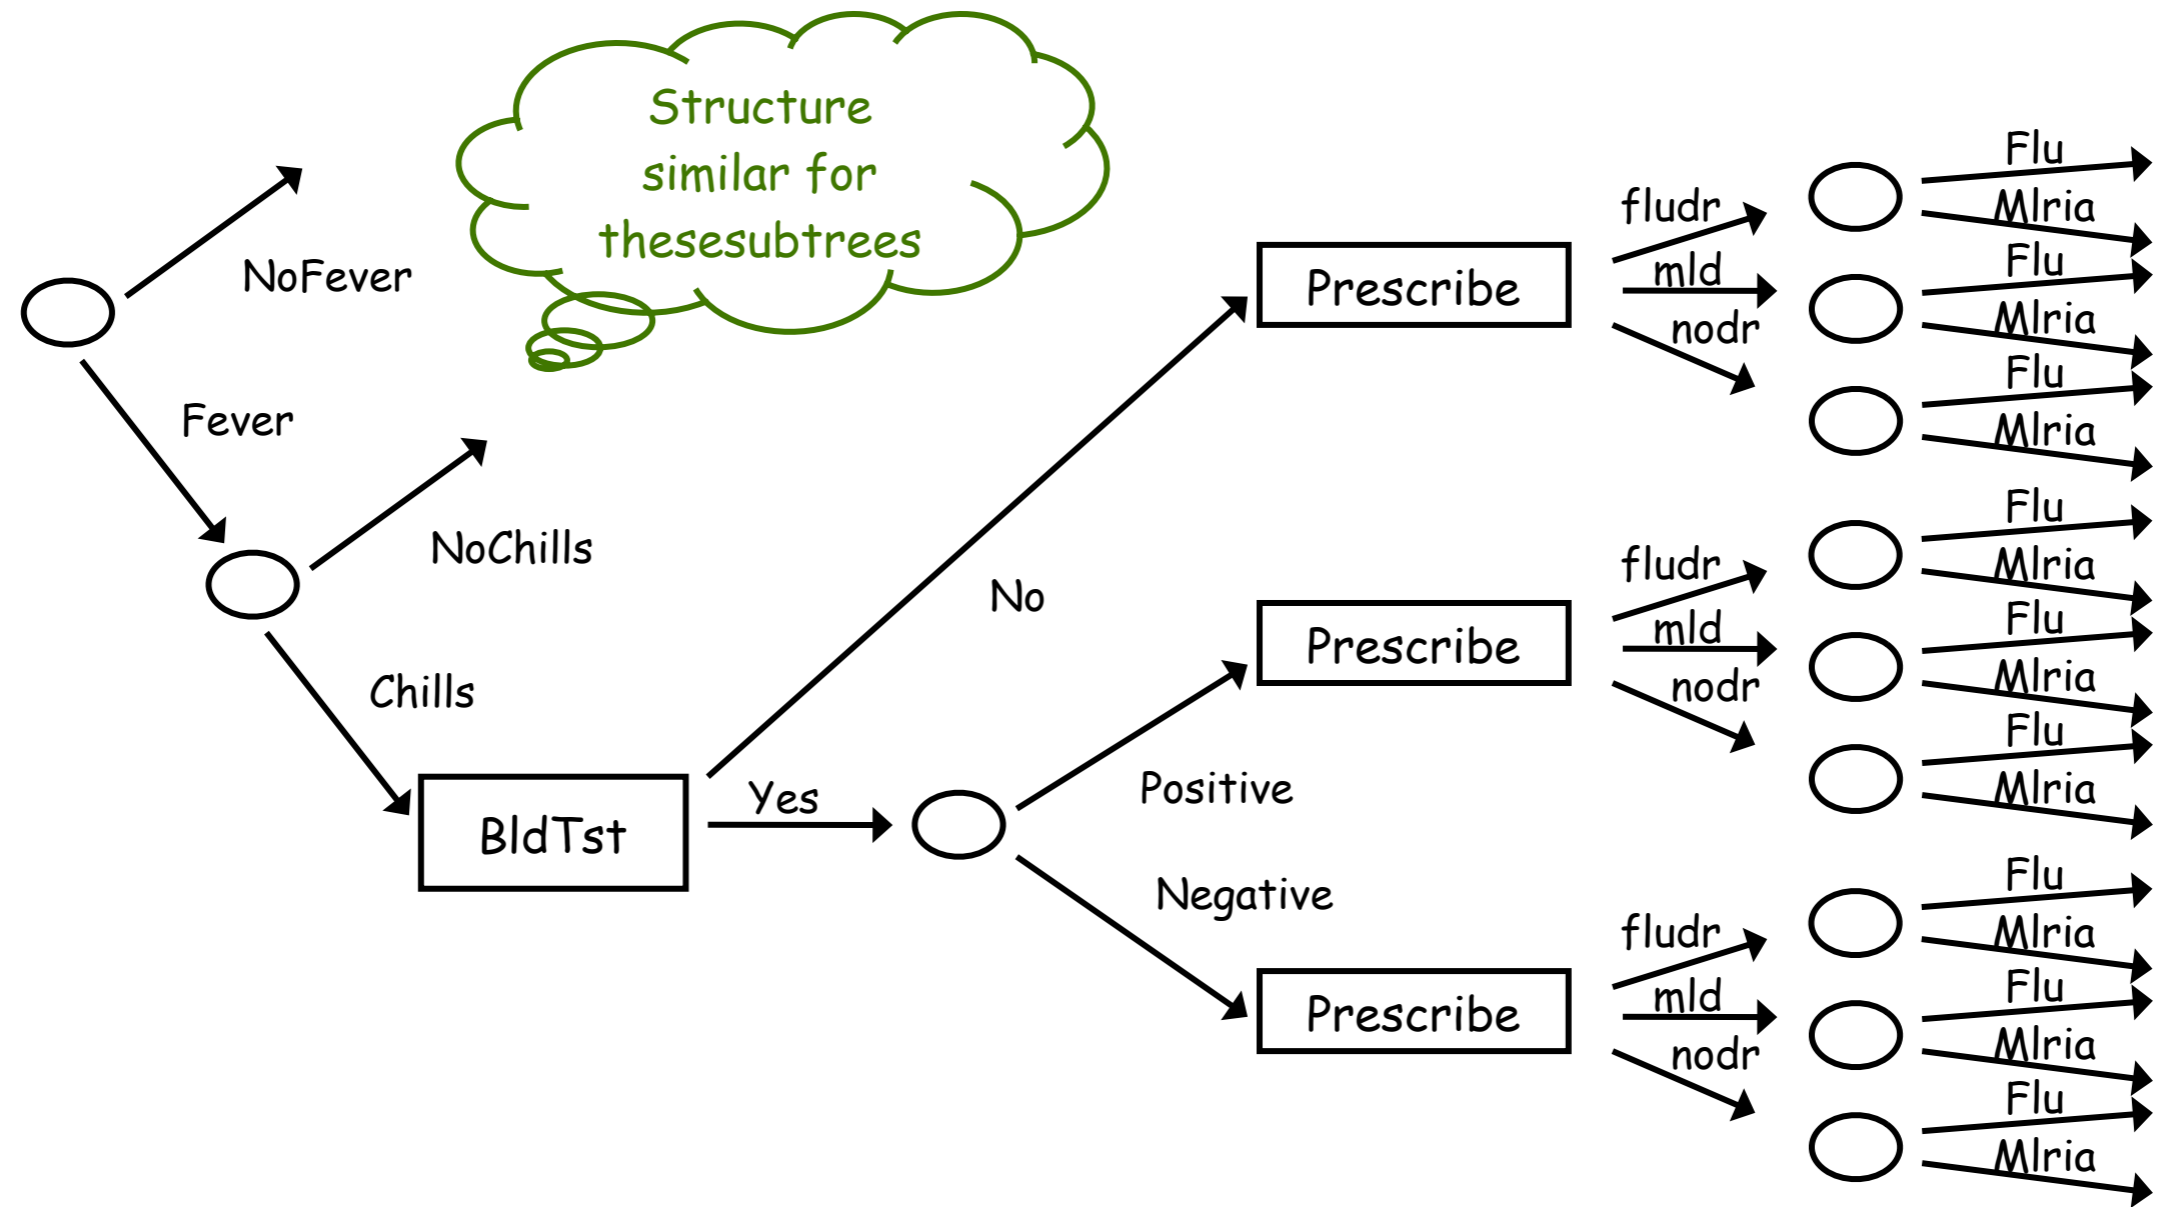 Structure
similar for
thesesubtrees
NoFever
Fever
NoChills
Chills
BldTst
No
Yes
Positive
Negative
Prescribe
fludr
mld
nodr
Flu
Mlria
Flu
Mlria
Flu
Mlria
Prescribe
fludr
mld
nodr
Flu
Mlria
Flu
Mlria
Flu
Mlria
Prescribe
fludr
mld
nodr
Flu
Mlria
Flu
Mlria
Flu
Mlria